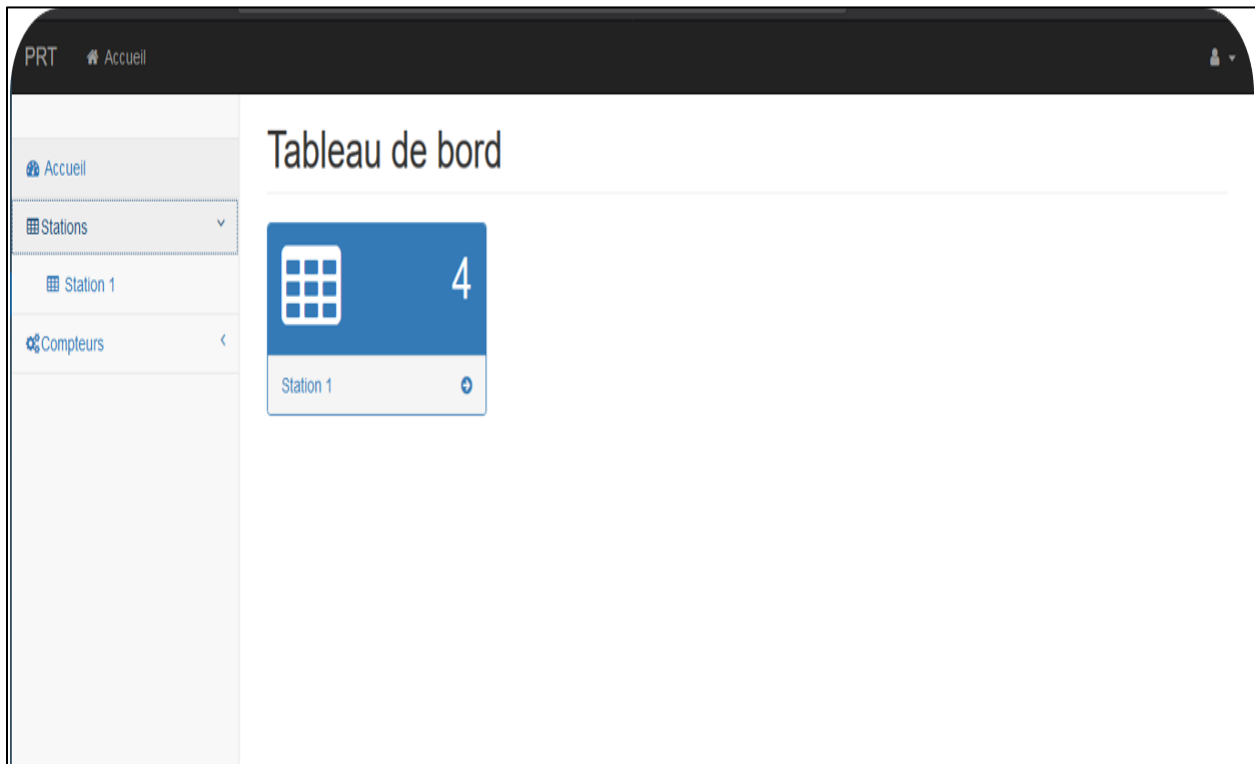 PRT Accueil
Tableau de bord
Accueil
Stations
Station 1
Compteurs
4
Station 1